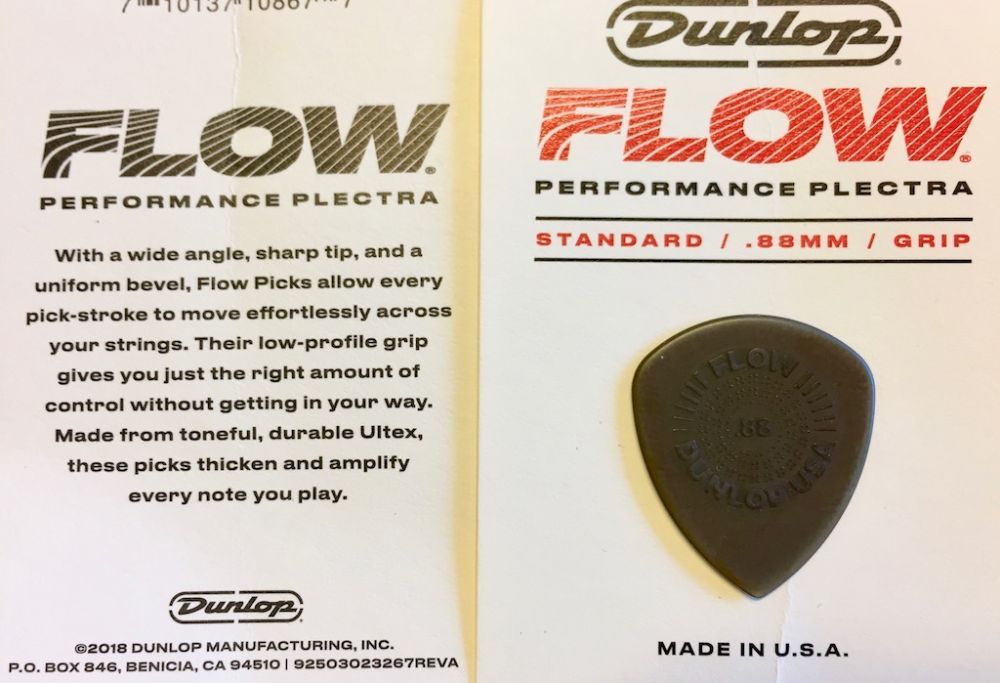 FLOW®
PERFORMANCE PLECTRA
With a wide angle, sharp tip, and a
uniform bevel, Flow Picks allow every
pick-stroke to move effortlessly across
your strings. Their low-profile grip
gives you just the right amount of
control without getting in your way.
Made from toneful, durable Ultex,
these picks thicken and amplify
every note you play.
Dunlop®
©2018 DUNLOP MANUFACTURING, INC.
P.O. BOX 846, BENICIA, CA 94510 | 92503023267REVA
Dunlop®
FLOW®
PERFORMANCE PLECTRA
STANDARD / .88MM / GRIP
FLOW
.88
DUNLOP USA
MADE IN U.S.A.